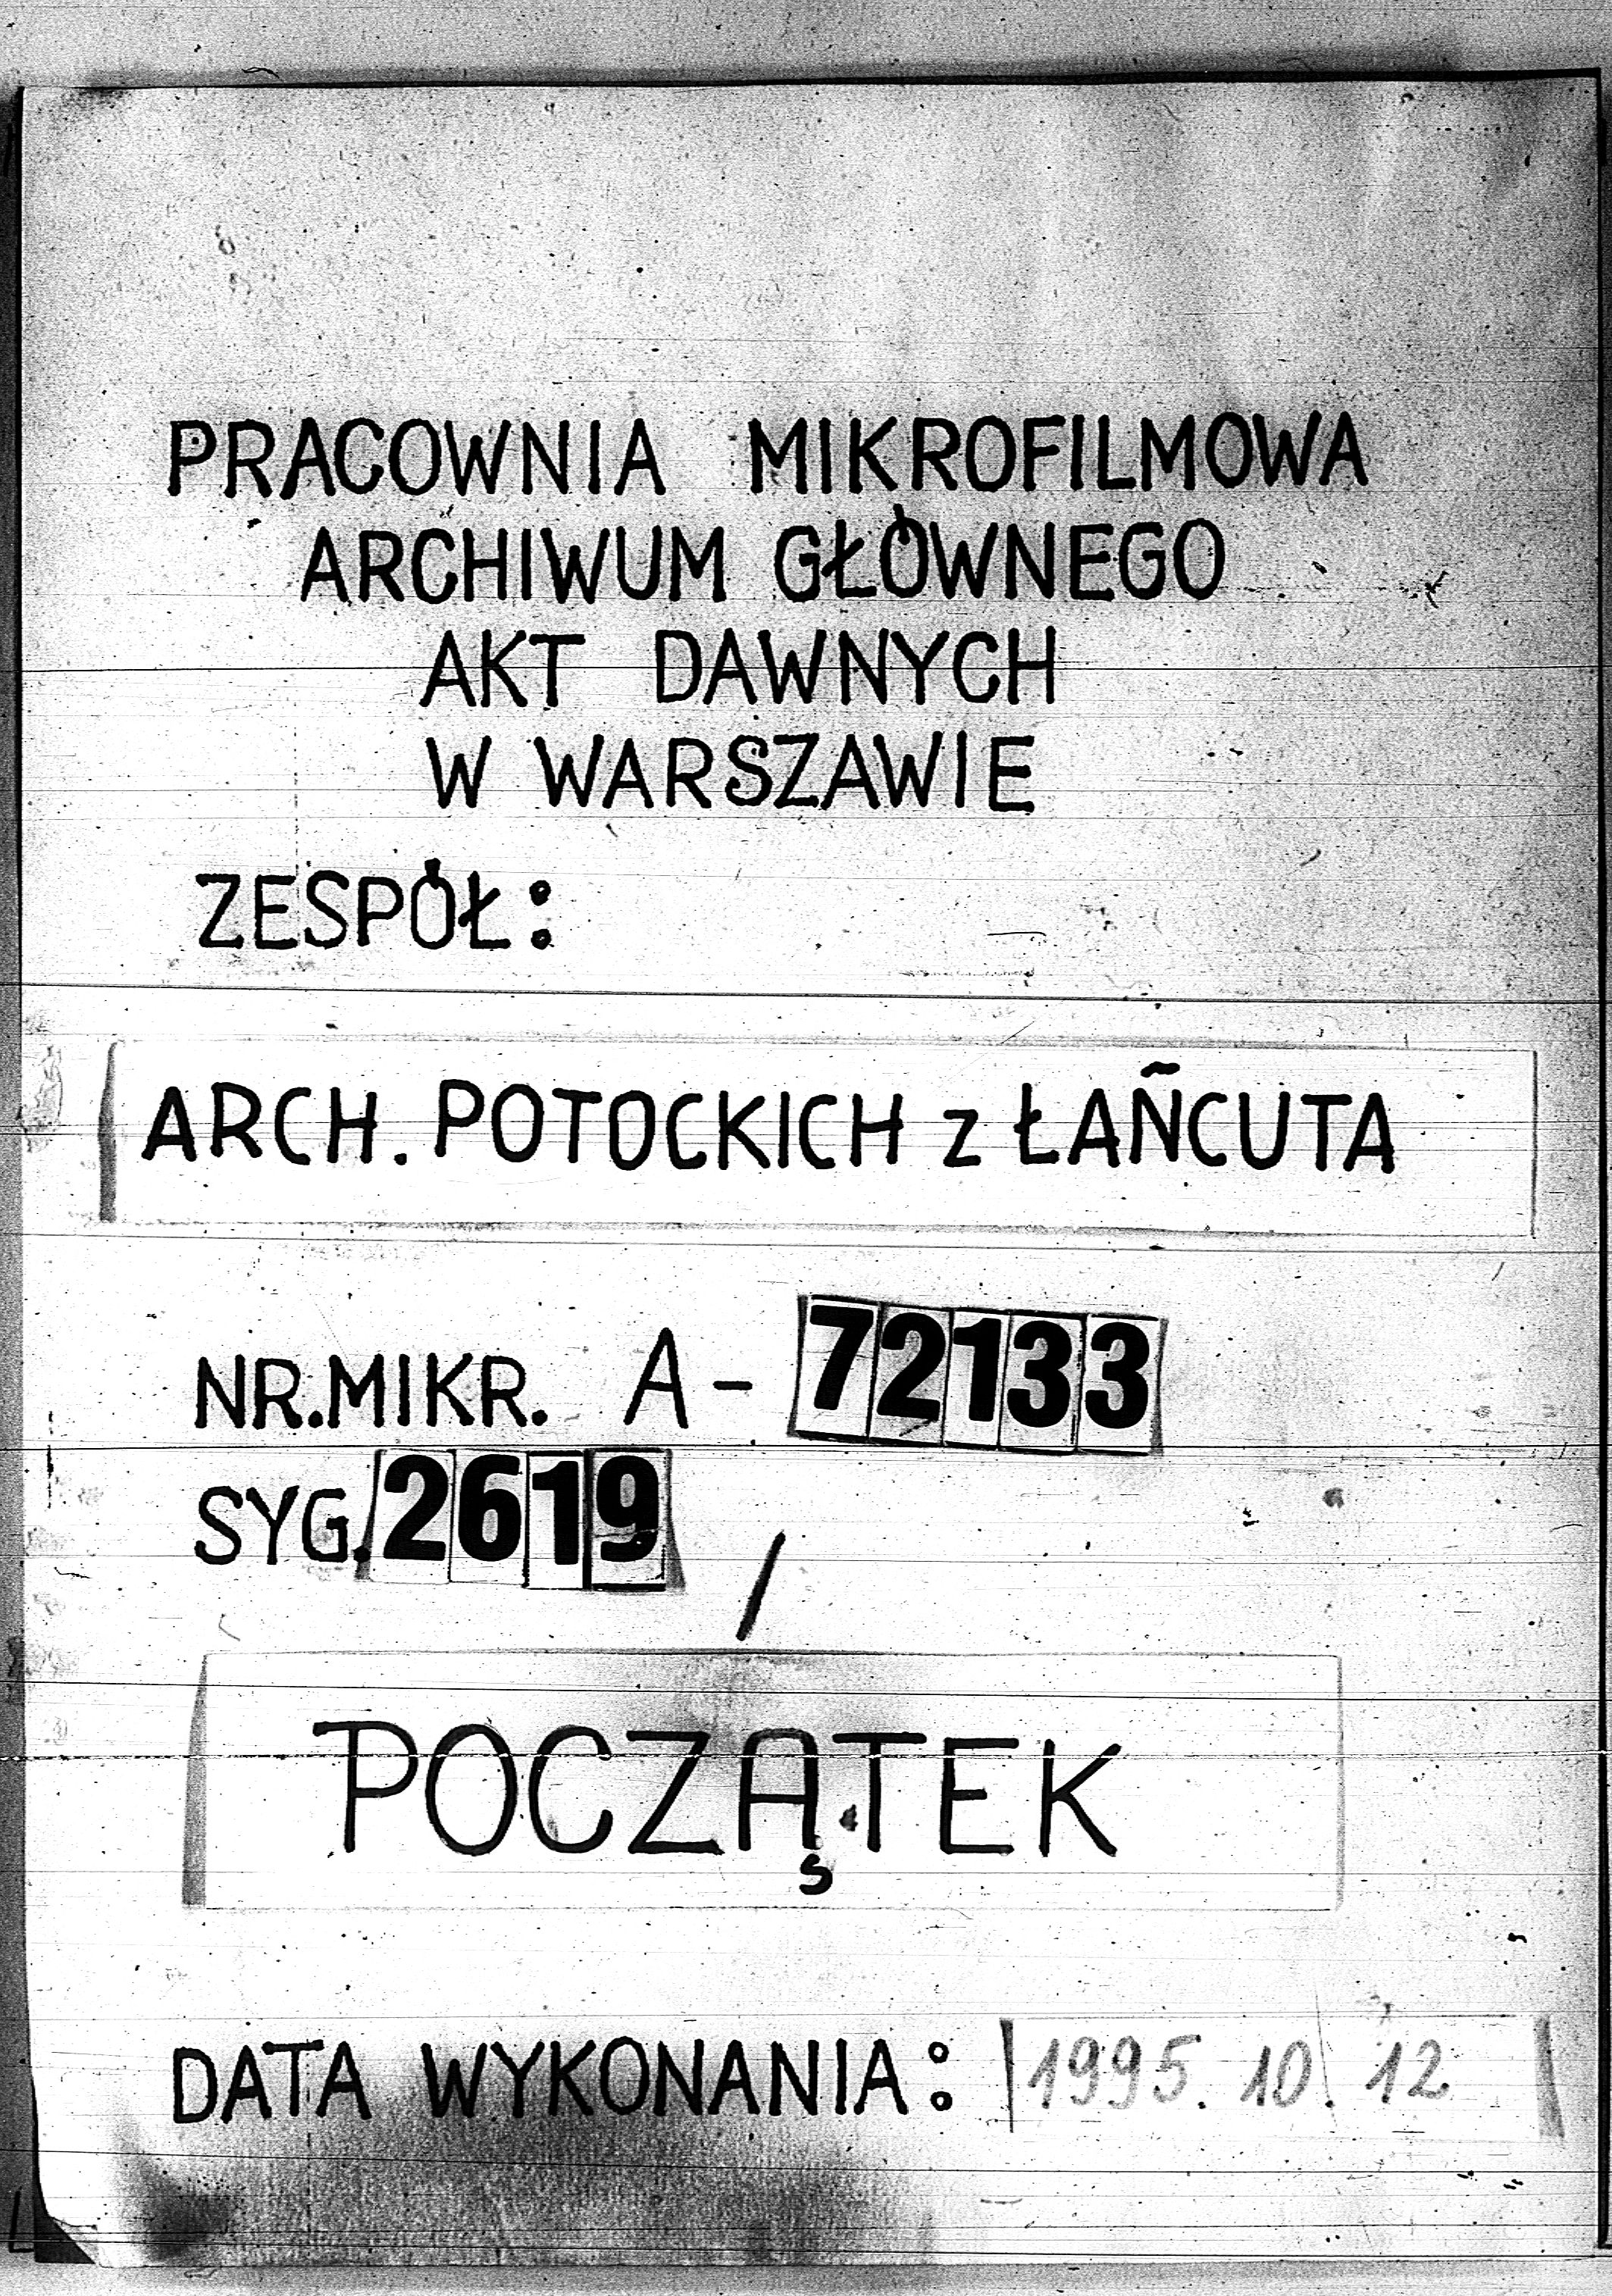 PRACOWNIA MIKROFILMOWA
ARCHIWUM GŁÓWNEGO
AKT DAWNYCH
W WARSZAWIE
ZESPÓŁ:
ARCH. POTOCKICH z ŁAŃCUTA
NR.MIKR. A-72133
SYG.2619 /
POCZĄTEK
DATA WYKONANIA: 1995.10.12